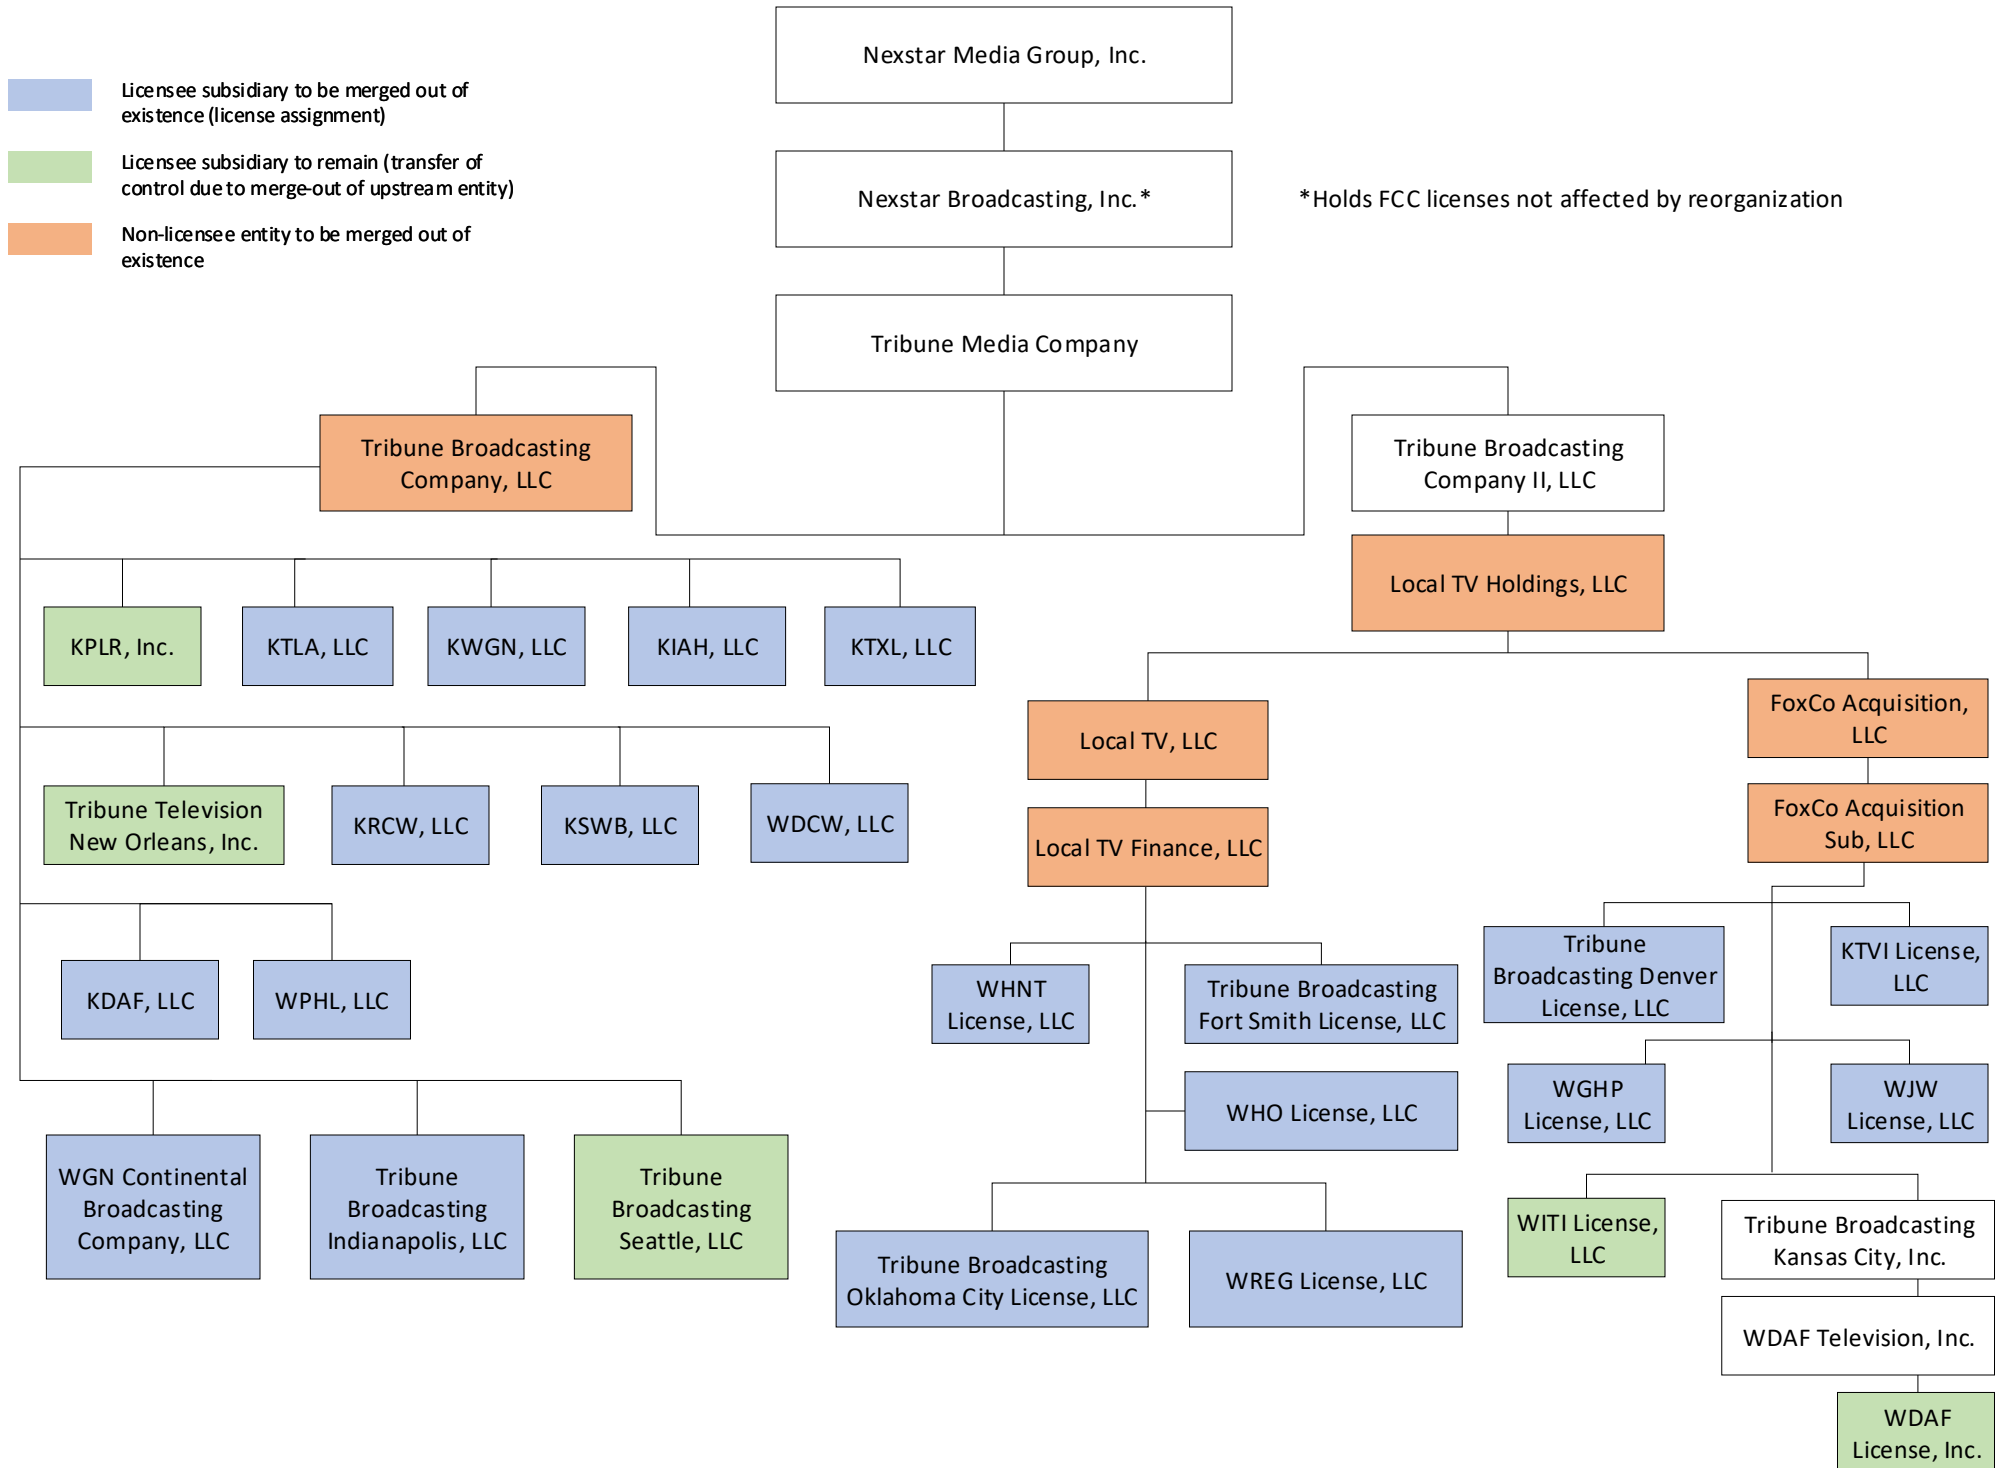 Nexstar Media Group, Inc.
Licensee subsidiary to be merged out of
existence (license assignment)
Licensee subsidiary to remain (transfer of
control due to merge-out of upstream entity)
Non-licensee entity to be merged out of
existence
Nexstar Broadcasting, Inc.*
*Holds FCC licenses not affected by reorganization
Tribune Media Company
Tribune Broadcasting
Company, LLC
Tribune Broadcasting
Company II, LLC
Local TV Holdings, LLC
KPLR, Inc.
KTLA, LLC
KWGN, LLC
KIAH, LLC
KTXL, LLC
Local TV, LLC
FoxCo Acquisition,
LLC
Tribune Television
New Orleans, Inc.
KRCW, LLC
KSWB, LLC
WDCW, LLC
Local TV Finance, LLC
FoxCo Acquisition
Sub, LLC
KDAF, LLC
WPHL, LLC
WHNT
License, LLC
Tribune Broadcasting
Fort Smith License, LLC
Tribune
Broadcasting Denver
License, LLC
KTVI License,
LLC
WHO License, LLC
WGHP
License, LLC
WJW
License, LLC
WGN Continental
Broadcasting
Company, LLC
Tribune
Broadcasting
Indianapolis, LLC
Tribune
Broadcasting
Seattle, LLC
Tribune Broadcasting
Oklahoma City License, LLC
WREG License, LLC
WITI License,
LLC
Tribune Broadcasting
Kansas City, Inc.
WDAF Television, Inc.
WDAF
License, Inc.